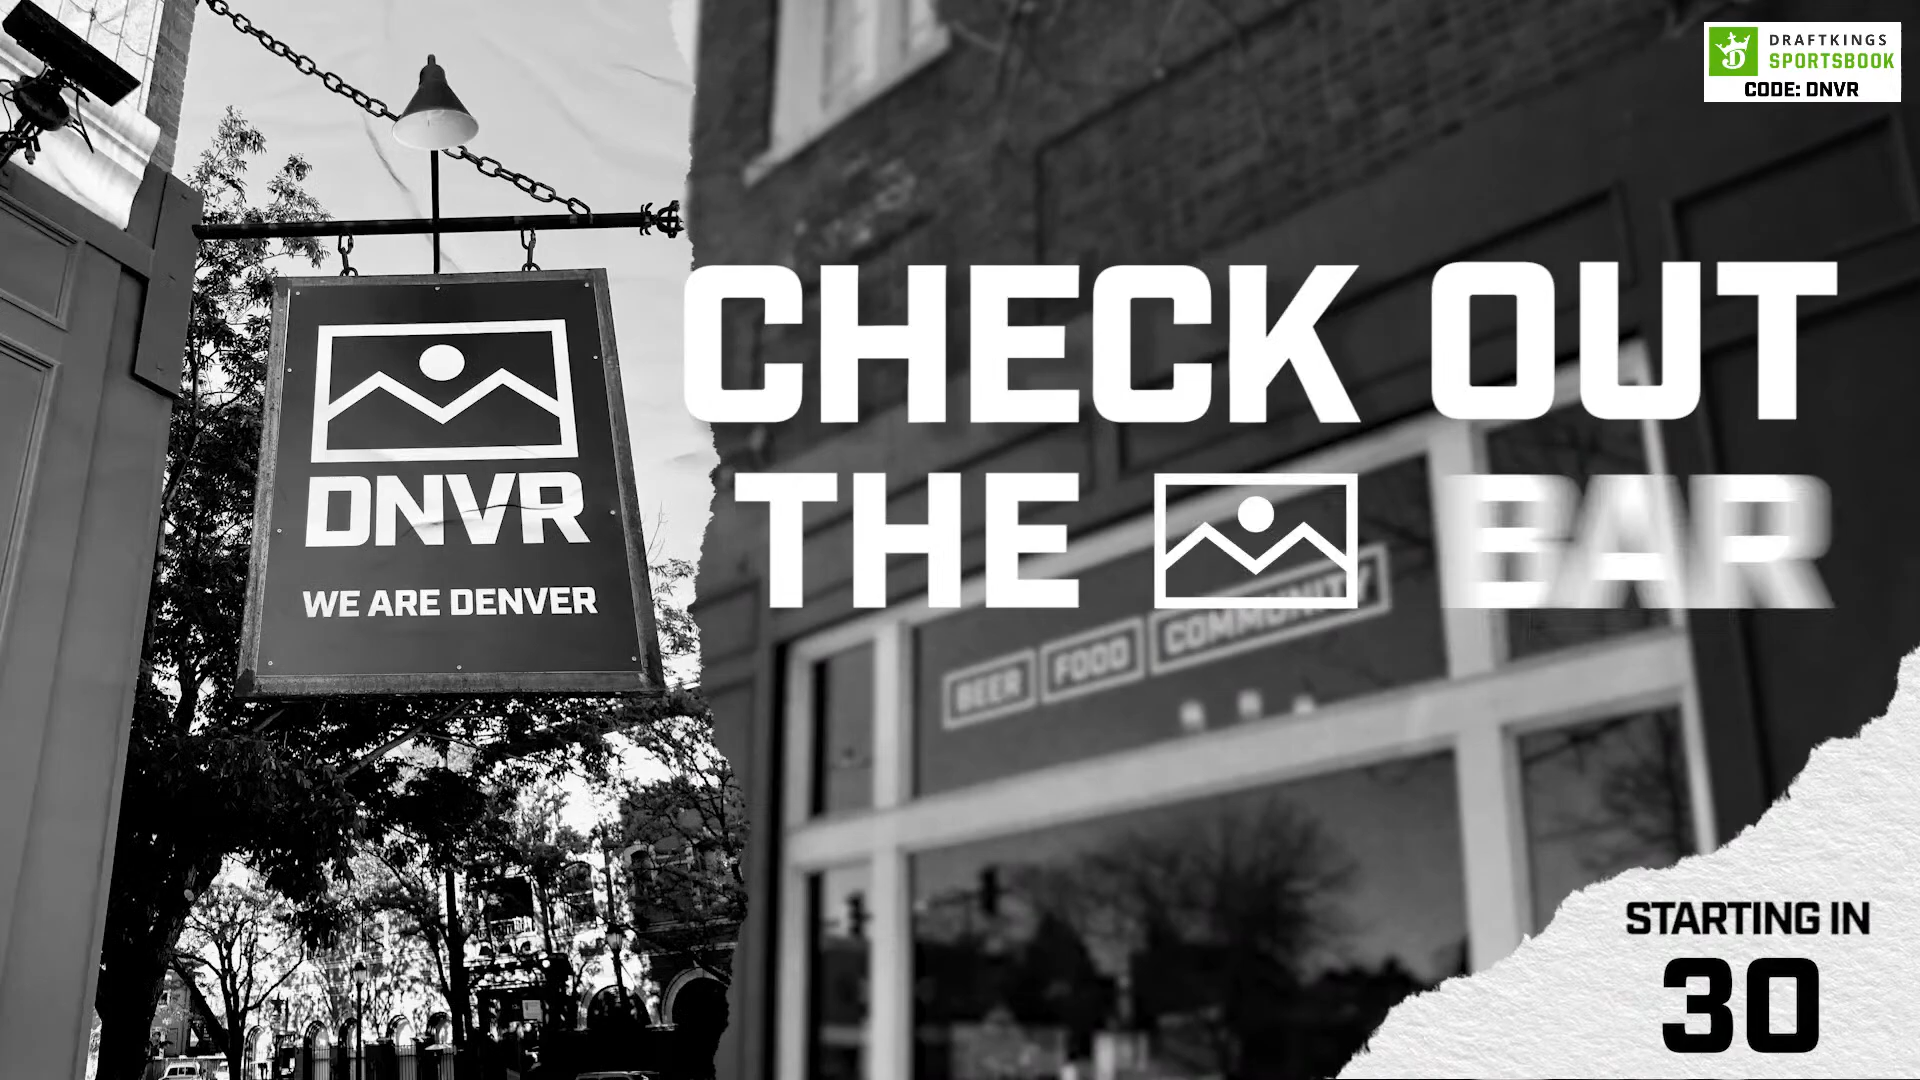 DRAFTKINGS
SPORTSBOOK
CODE: DNVR
DNVR
WE ARE DENVER
CHECK OUT
THE BAR
BEER FOOD COMMUNITY
STARTING IN
30